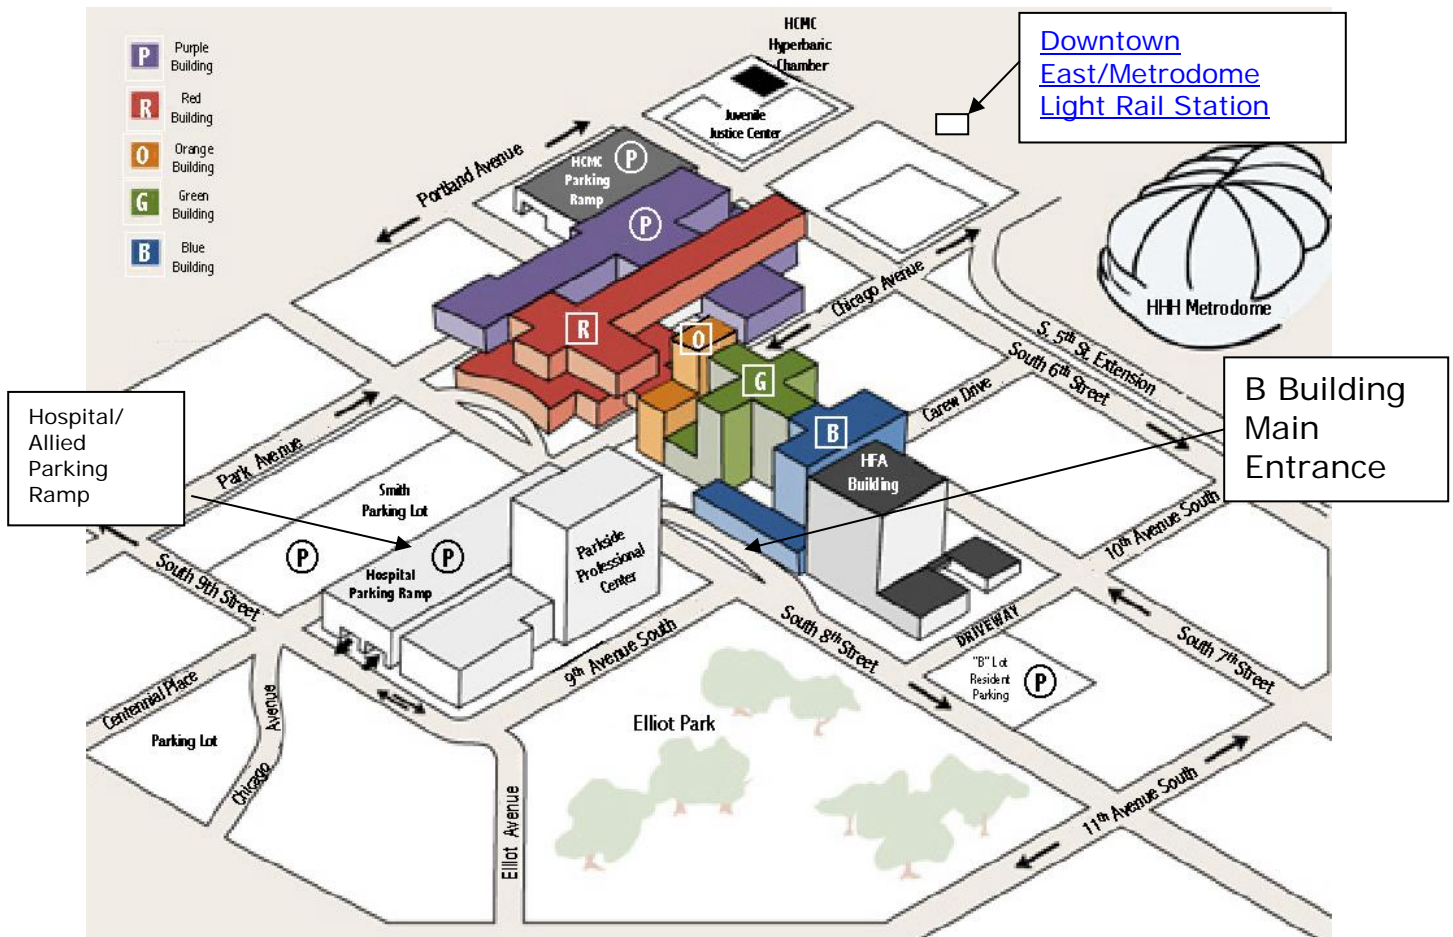 P
Purple
Building
R
Red
Building
O
Orange
Building
G
Green
Building
B
Blue
Building
HCMC
Hyperbaric
Chamber
Juvenile
Justice Center
Downtown
East/Metrodome
Light Rail Station
Portland Avenue
HCMC
Parking
Ramp
P
P
R
O
G
B
Chicago Avenue
HHH Metrodome
S. 5th St. Extension
South 6th Street
Carew Drive
HFA
Building
B Building
Main
Entrance
Hospital/
Allied
Parking
Ramp
Park Avenue
Smith
Parking Lot
P
P
Hospital
Parking Ramp
Parkside
Professional
Center
10th Avenue South
South 9th Street
9th Avenue South
South 8th Street
DRIVEWAY
South 7th Street
"B" Lot
Resident
Parking
P
Centennial Place
Parking Lot
Chicago Avenue
Elliot Park
Elliot Avenue
11th Avenue South